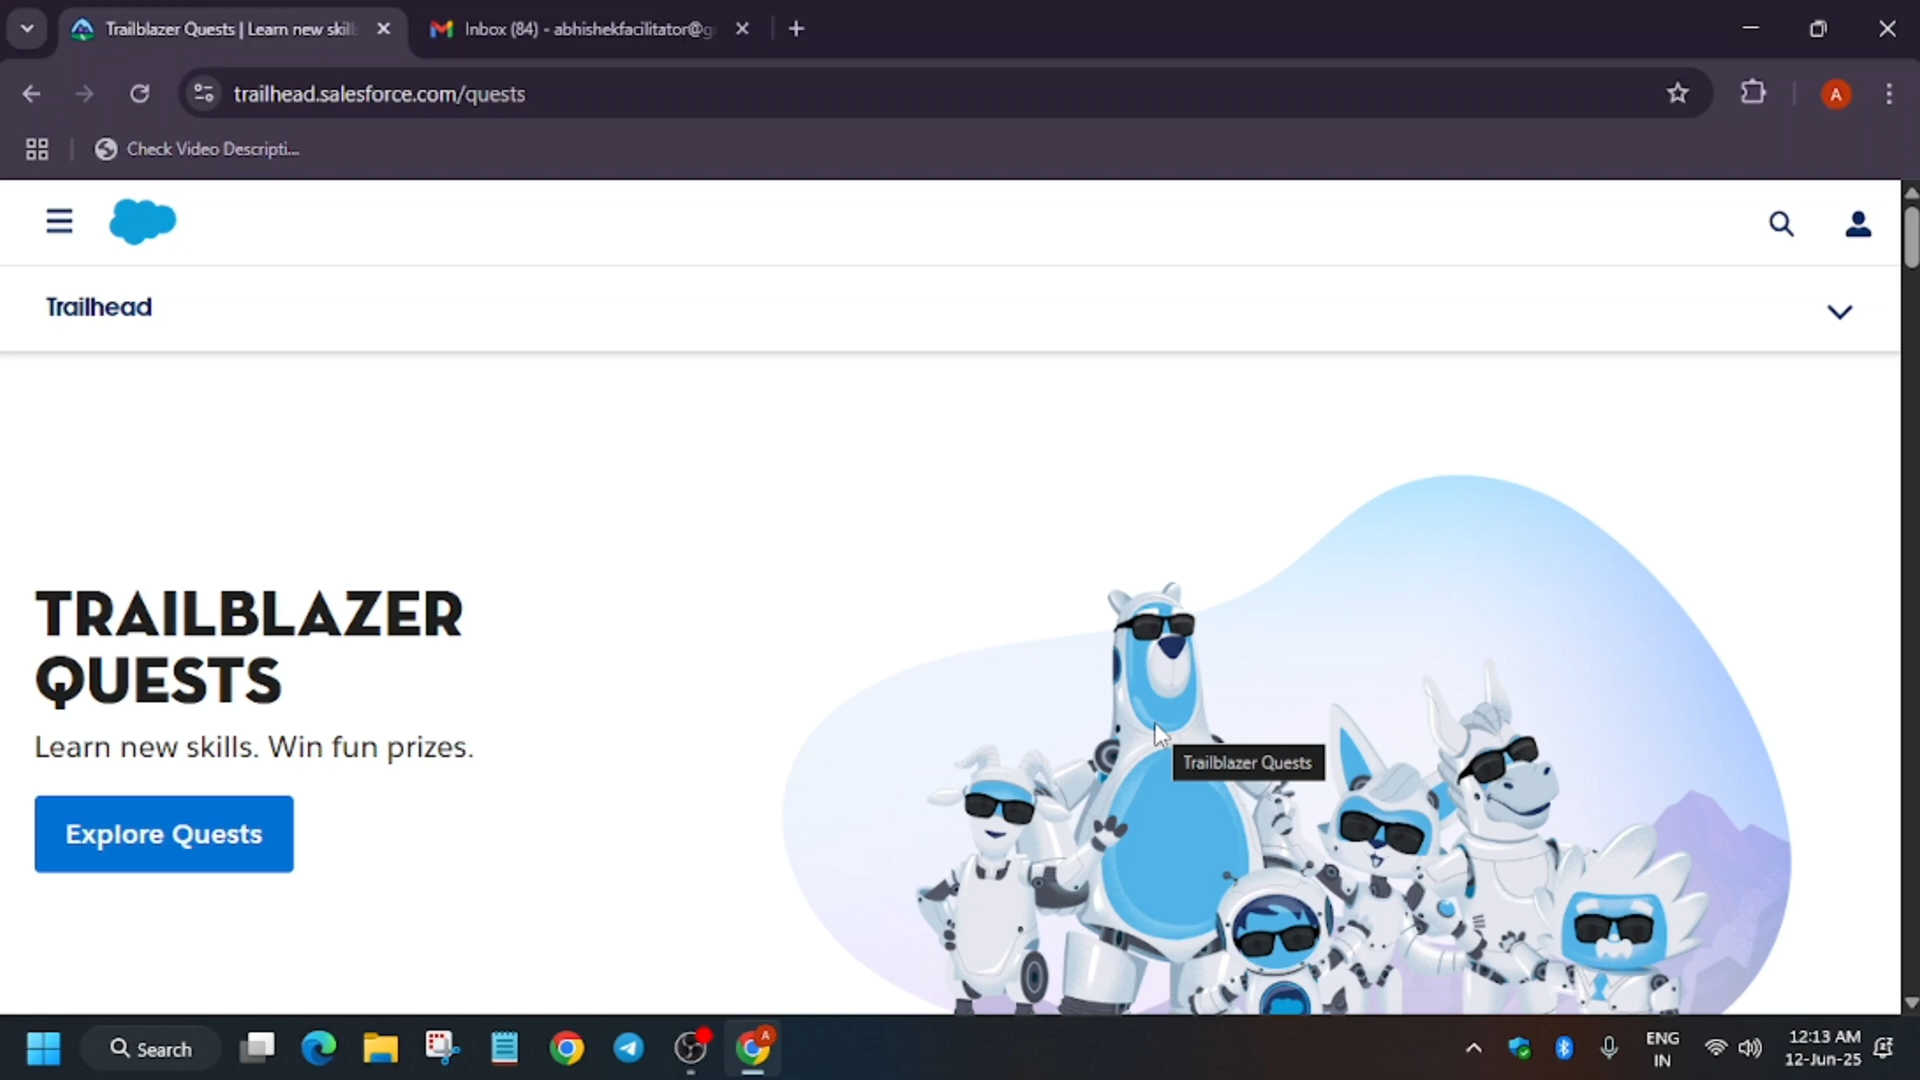 Trailblazer Quests | Learn new skil
Inbox (84) - abhishekfacilitator@g
trailhead.salesforce.com/quests
A
Check Video Descripti...
Trailhead
TRAILBLAZER
QUESTS
Learn new skills. Win fun prizes.
Explore Quests
Trailblazer Quests
Search
A
ENG
IN
12:13 AM
12-Jun-25